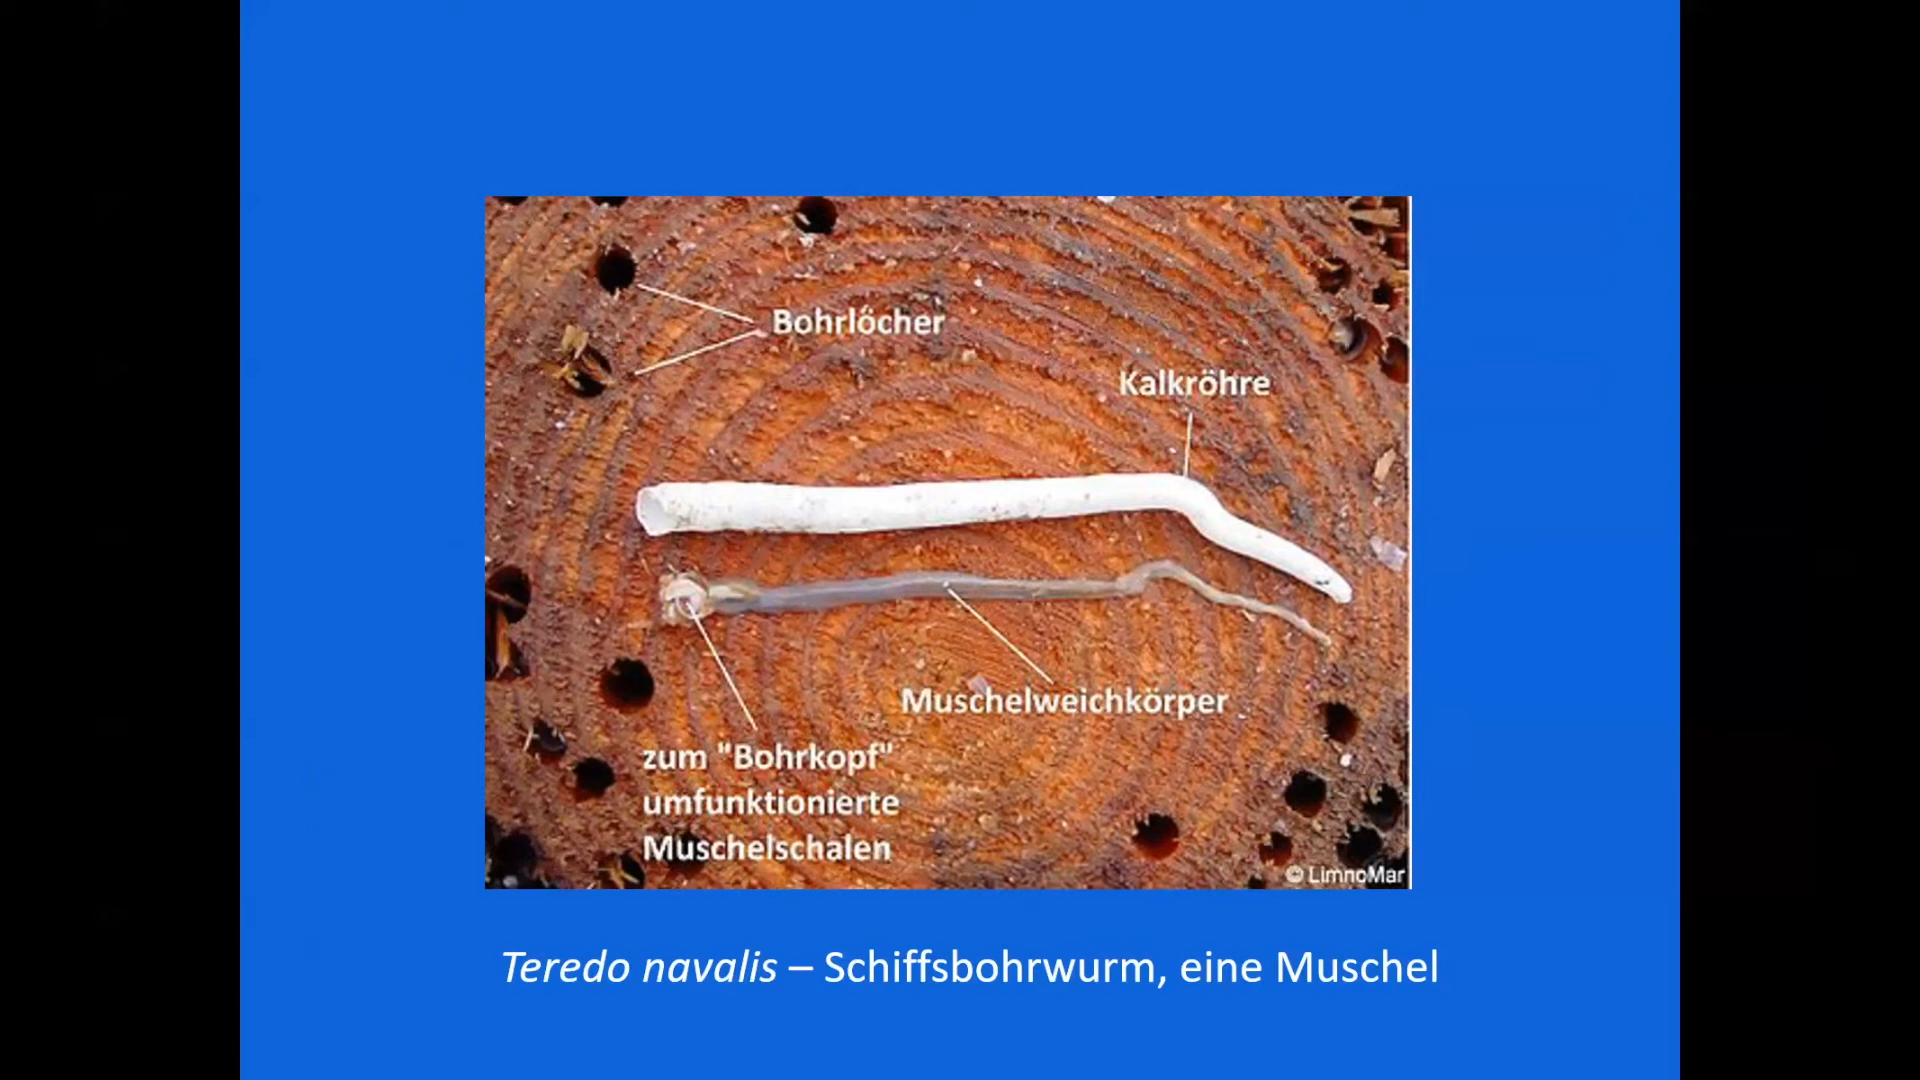 Bohrlöcher
Kalkröhre
Muschelweichkörper
zum "Bohrkopf"
umfunktionierte
Muschelschalen
© LimnoMar
Teredo navalis – Schiffsbohrwurm, eine Muschel